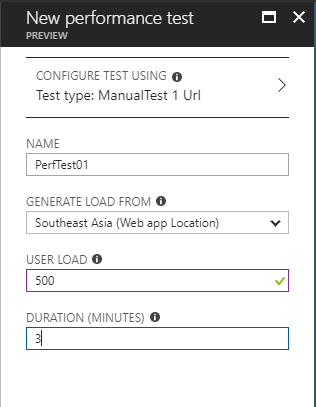 New performance test
PREVIEW
CONFIGURE TEST USING
Test type: ManualTest 1 Url
NAME
PerfTest01
GENERATE LOAD FROM
Southeast Asia (Web app Location)
USER LOAD
500
DURATION (MINUTES)
3